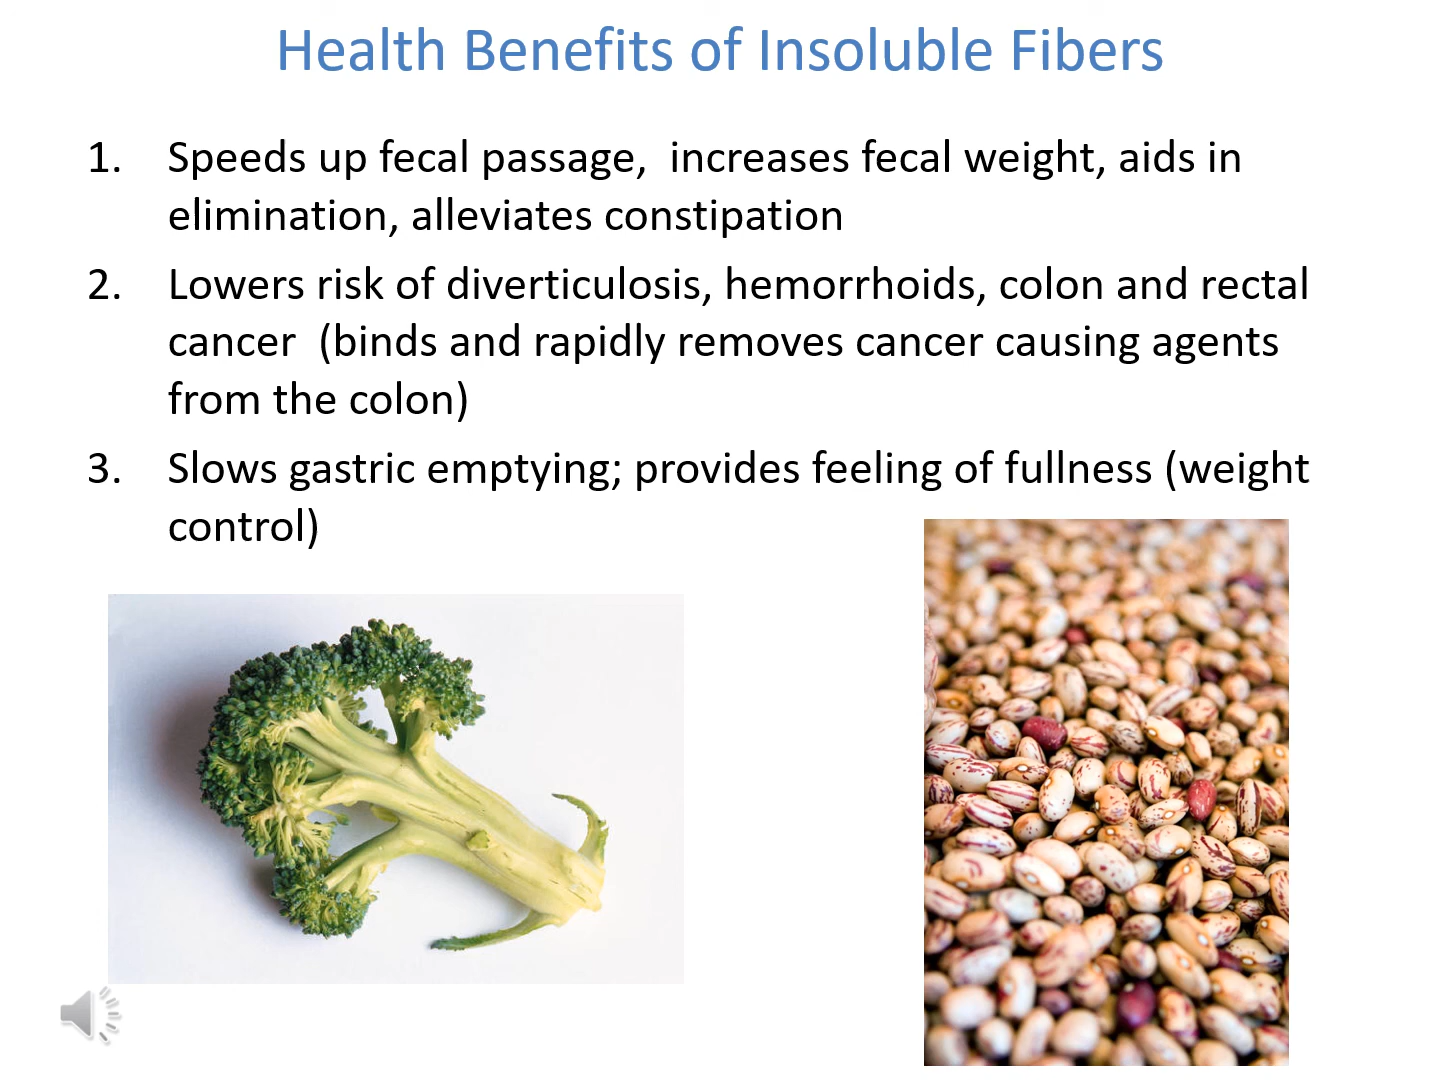 Health Benefits of Insoluble Fibers
1. Speeds up fecal passage,  increases fecal weight, aids in
elimination, alleviates constipation
2. Lowers risk of diverticulosis, hemorrhoids, colon and rectal
cancer  (binds and rapidly removes cancer causing agents
from the colon)
3. Slows gastric emptying; provides feeling of fullness (weight
control)